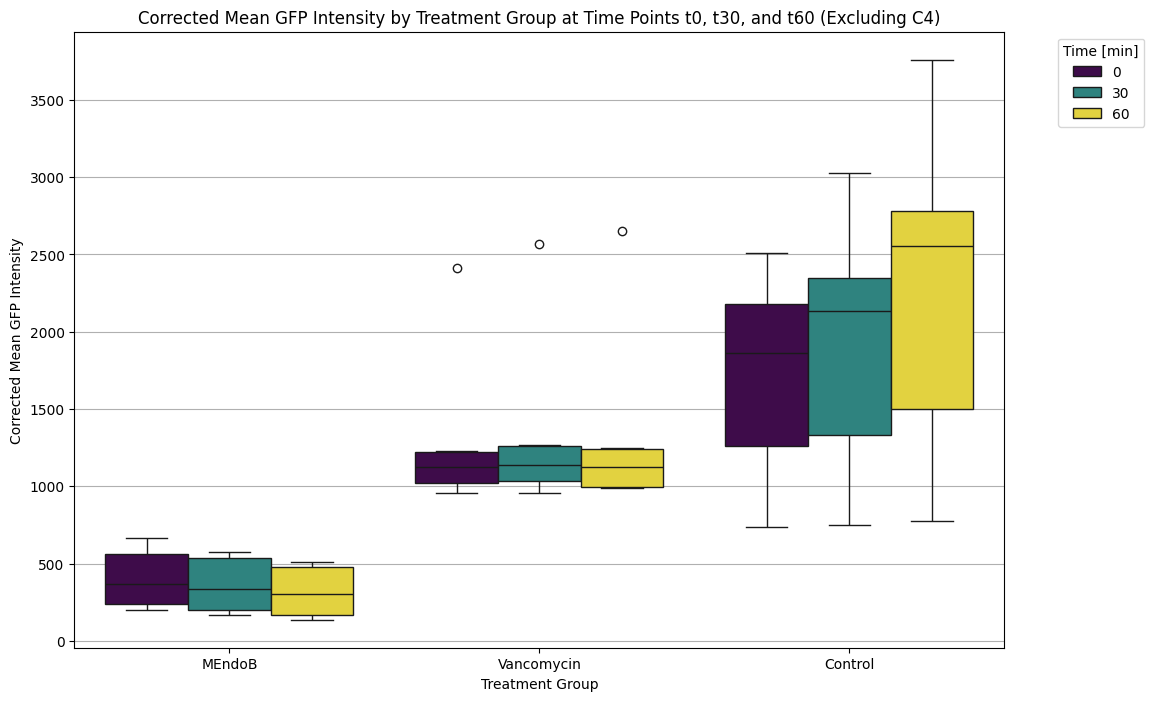 Corrected Mean GFP Intensity by Treatment Group at Time Points t0, t30, and t60 (Excluding C4)
Time [min]
0
30
60
Corrected Mean GFP Intensity
3500
3000
2500
2000
1500
1000
500
0
MEndoB
Vancomycin
Control
Treatment Group